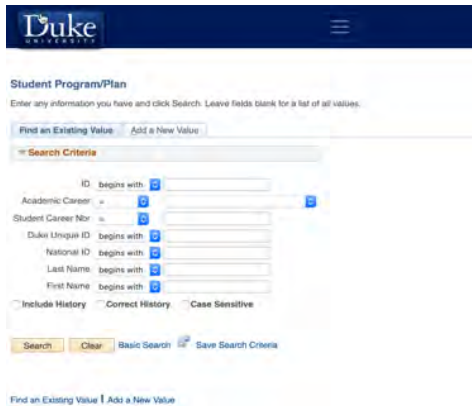 Duke
UNIVERSITY
Student Program/Plan
Enter any information you have and click Search. Leave fields blank for a list of all values.
Find an Existing Value Add a New Value
Search Criteria
ID begins with
Academic Career =
Student Career Nbr =
Duke Unique ID begins with
National ID begins with
Last Name begins with
First Name begins with
Include History Correct History Case Sensitive
Search Clear Basic Search Save Search Criteria
Find an Existing Value | Add a New Value